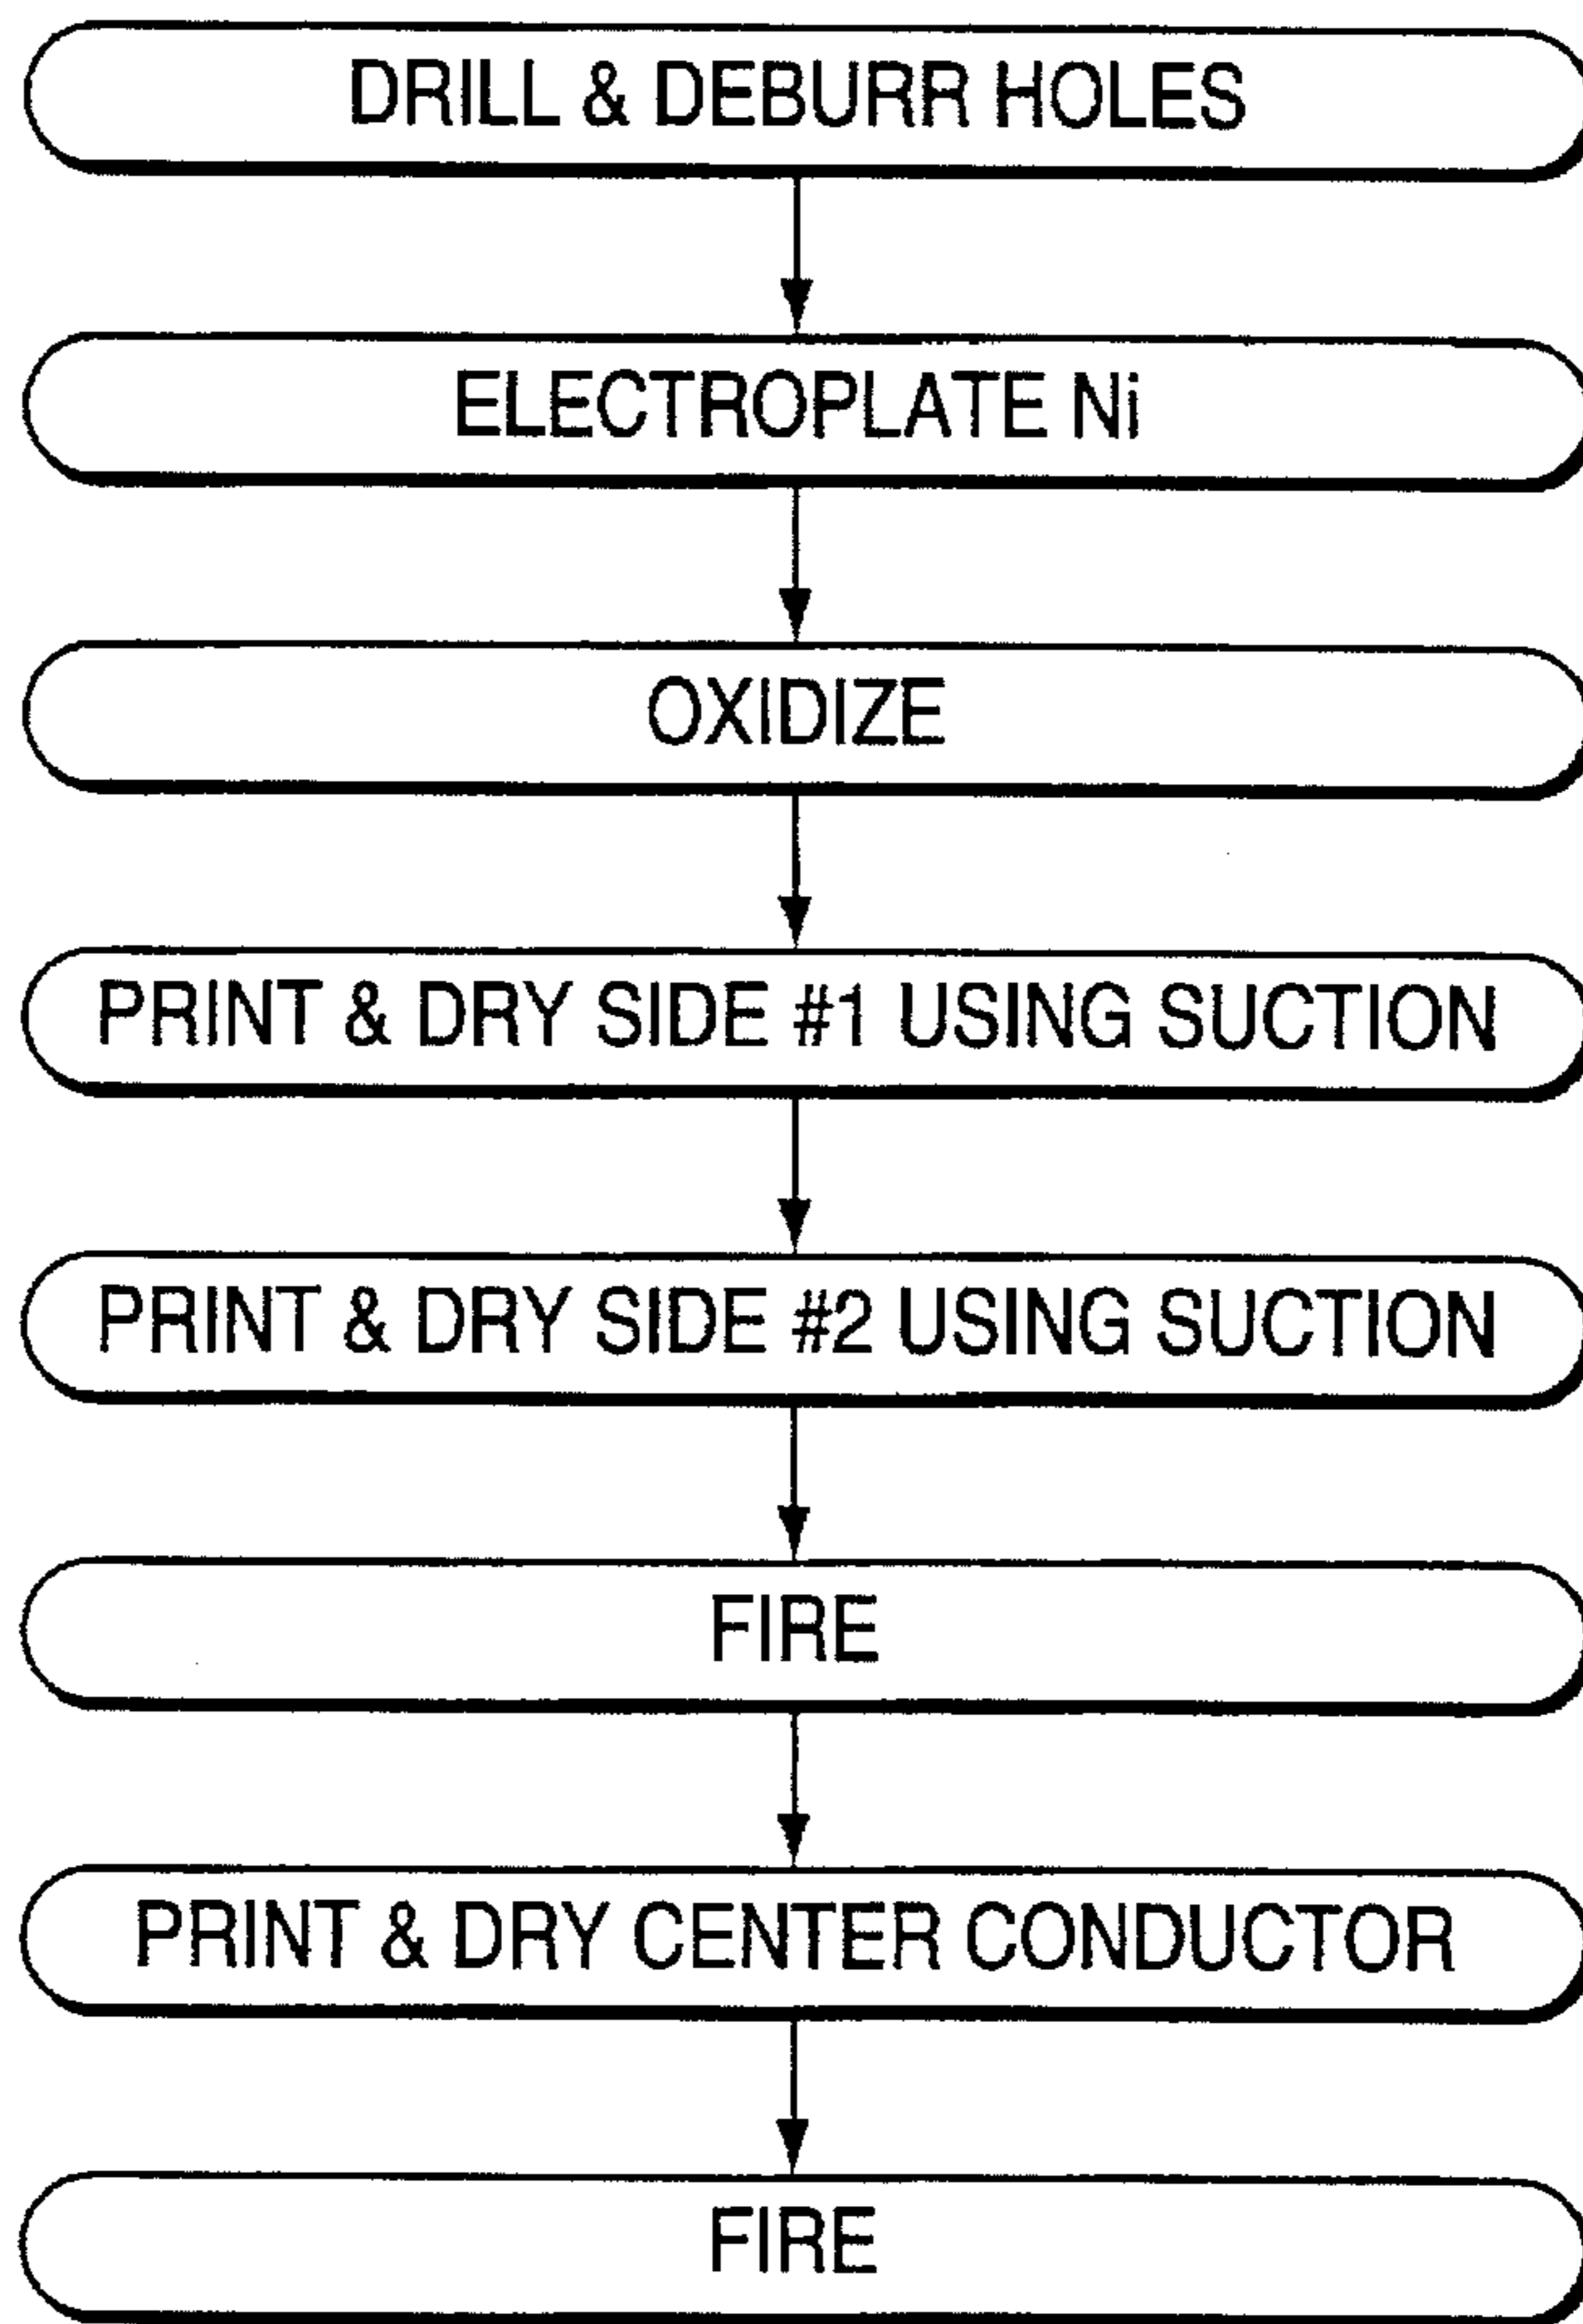 DRILL & DEBURR HOLES
ELECTROPLATE Ni
OXIDIZE
PRINT & DRY SIDE #1 USING SUCTION
PRINT & DRY SIDE #2 USING SUCTION
FIRE
PRINT & DRY CENTER CONDUCTOR
FIRE